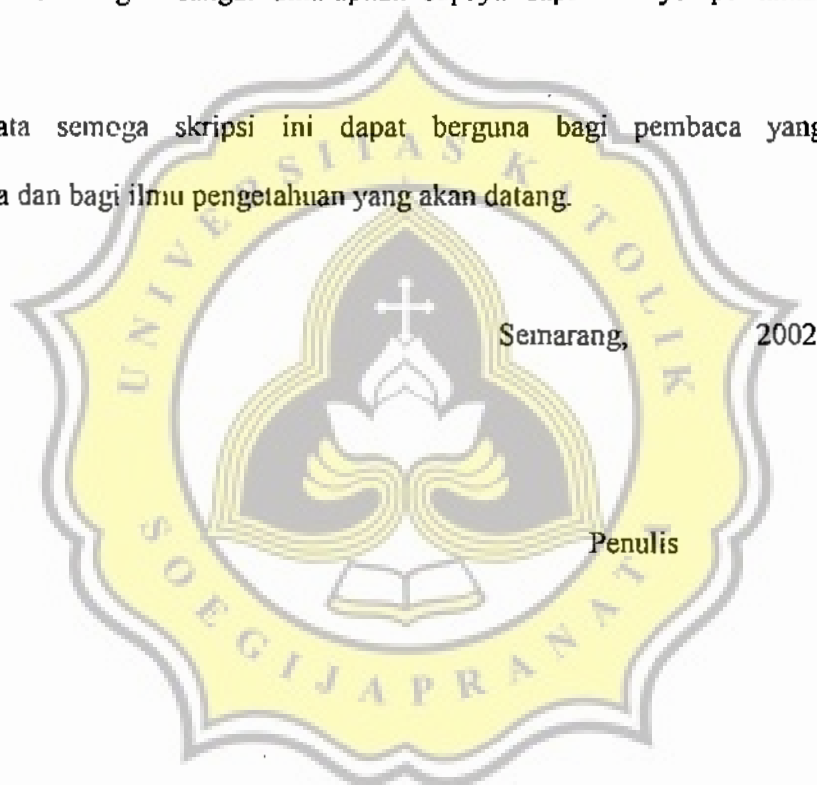 ata semoga skripsi ini dapat berguna bagi pembaca yang
a dan bagi ilmu pengetahuan yang akan datang.
Semarang, 2002
Penulis
UNIVERSITAS KATOLIK
SOEGIJAPRANATA